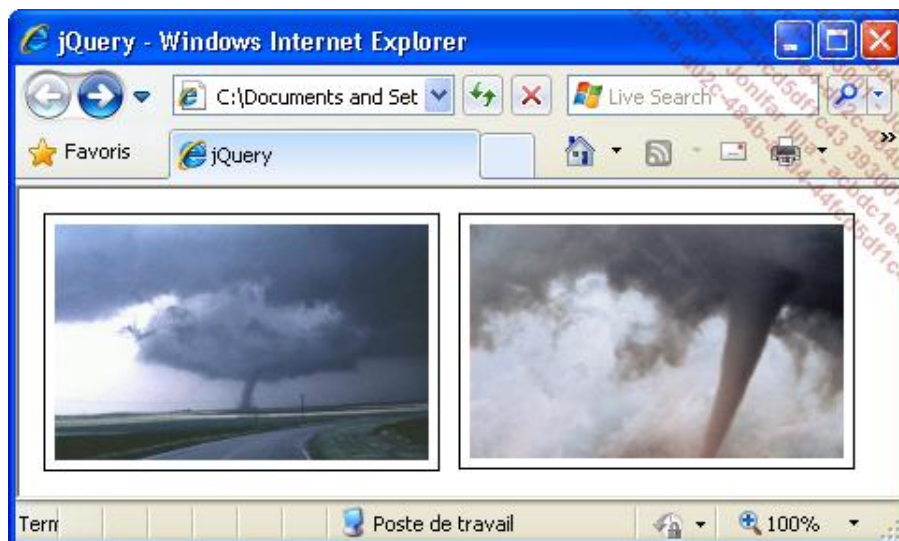 jQuery - Windows Internet Explorer
C:\Documents and Set
Live Search
Favoris
jQuery
»
Term
Poste de travail
100%